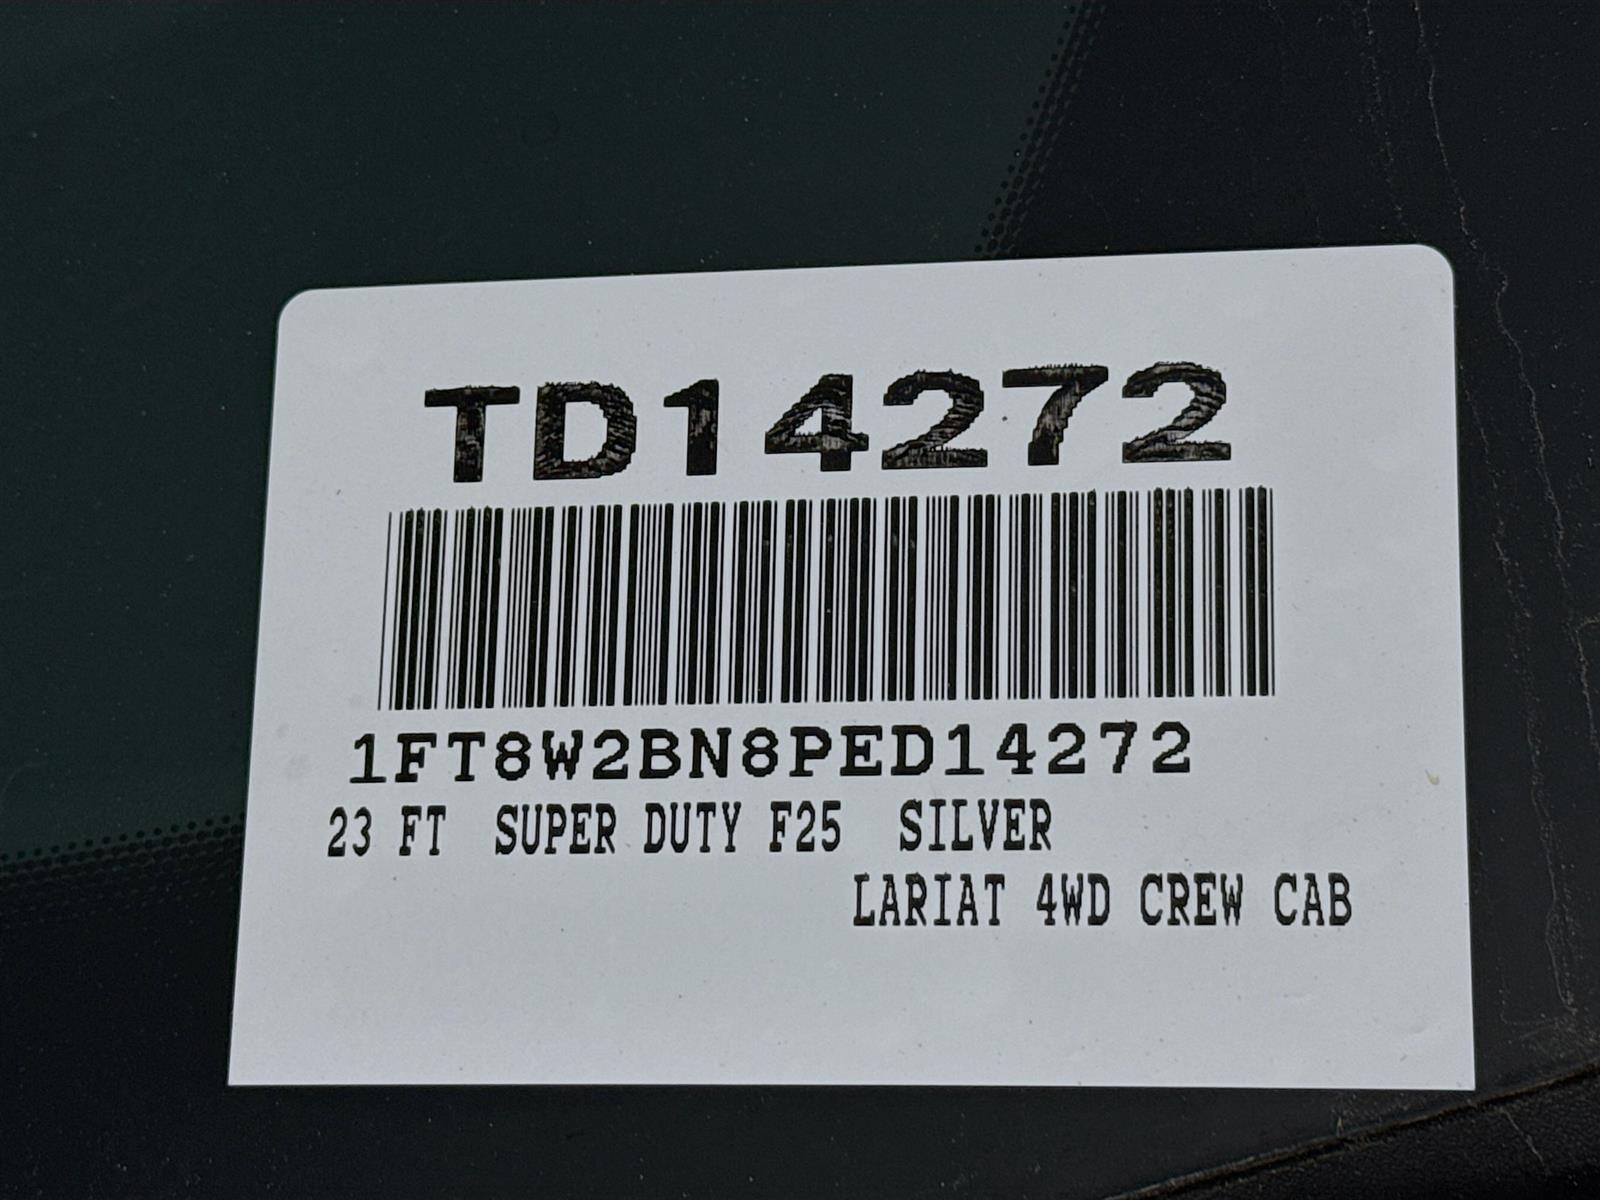 TD14272
1FT8W2BN8PED14272
23 FT SUPER DUTY F25 SILVER
LARIAT 4WD CREW CAB